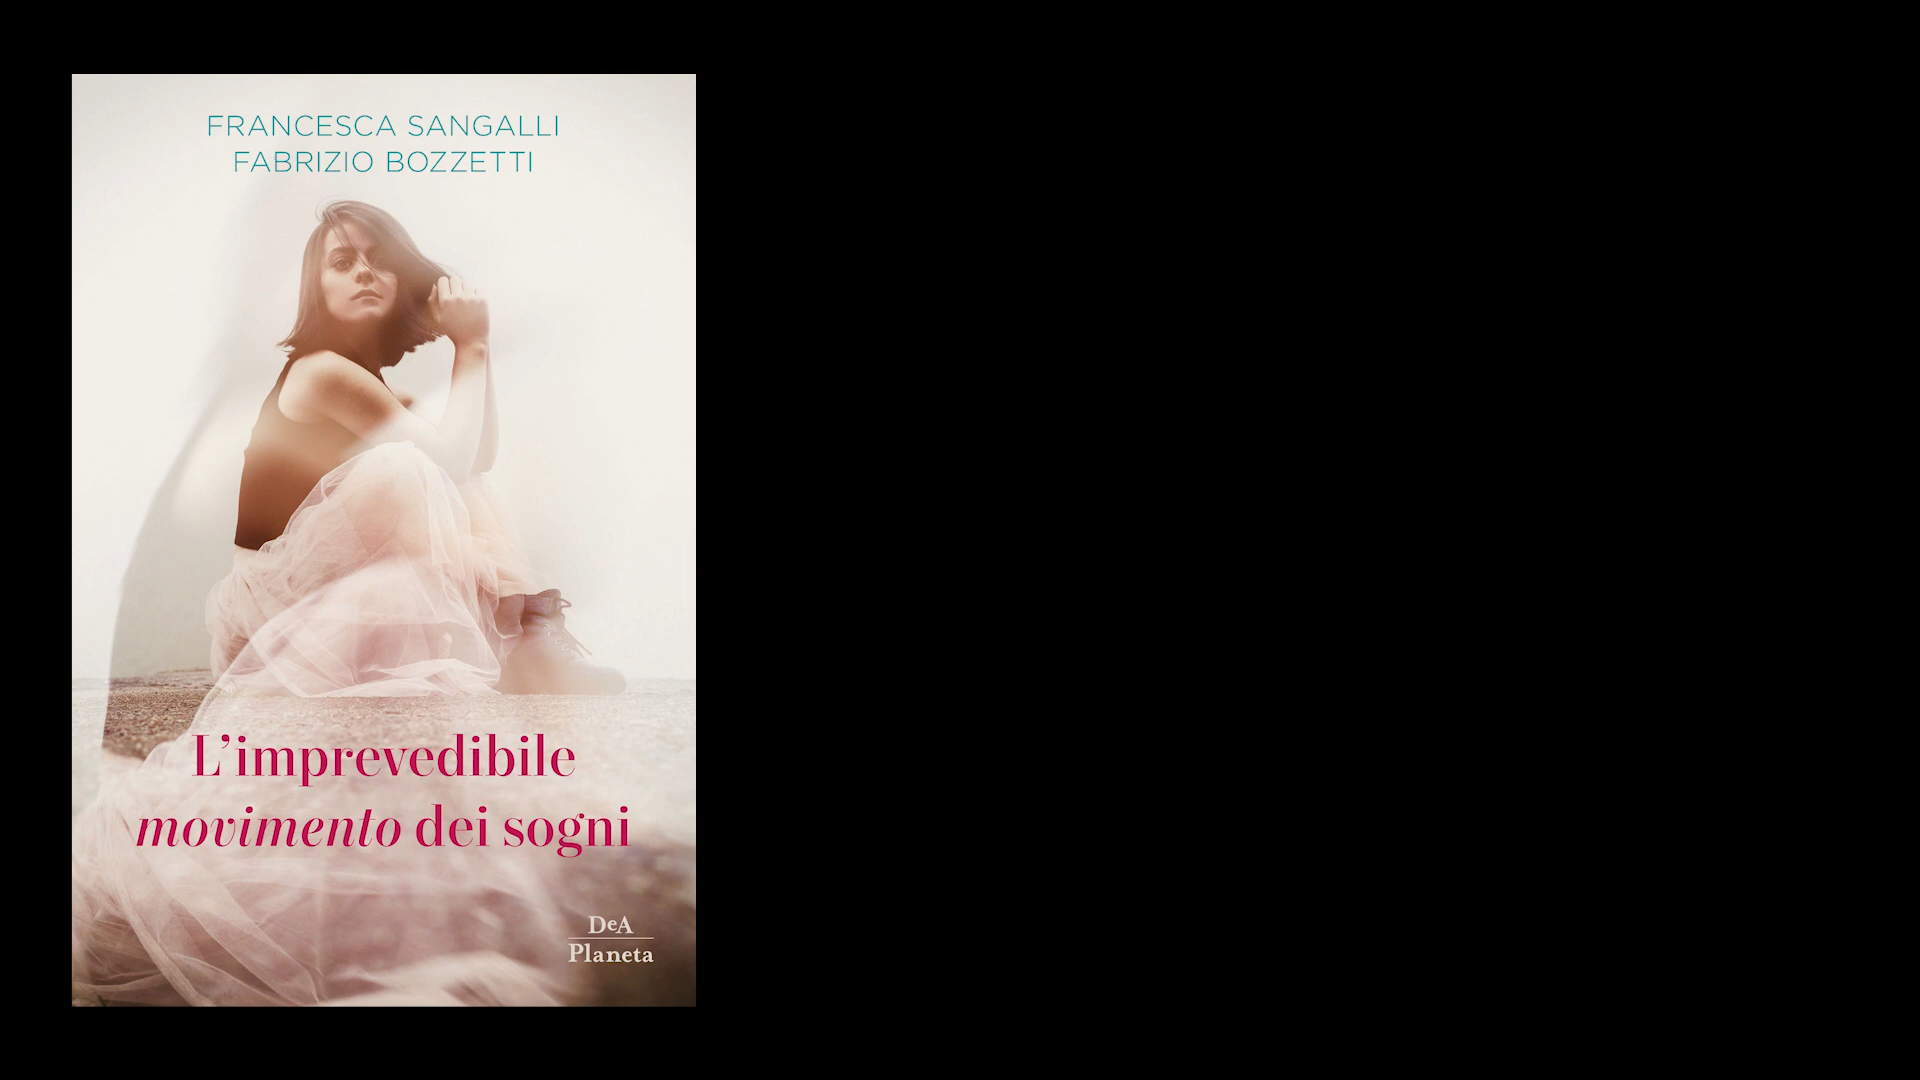 FRANCESCA SANGALLI
FABRIZIO BOZZETTI
L’imprevedibile
movimento dei sogni
DeA
Planeta